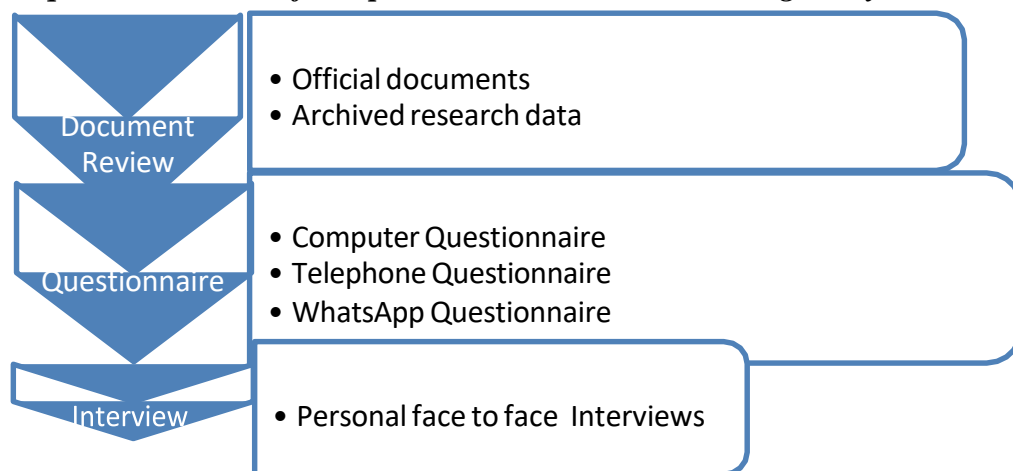 • Official documents
• Archived research data
Document
Review
• Computer Questionnaire
• Telephone Questionnaire
• WhatsApp Questionnaire
Questionnaire
• Personal face to face Interviews
Interview